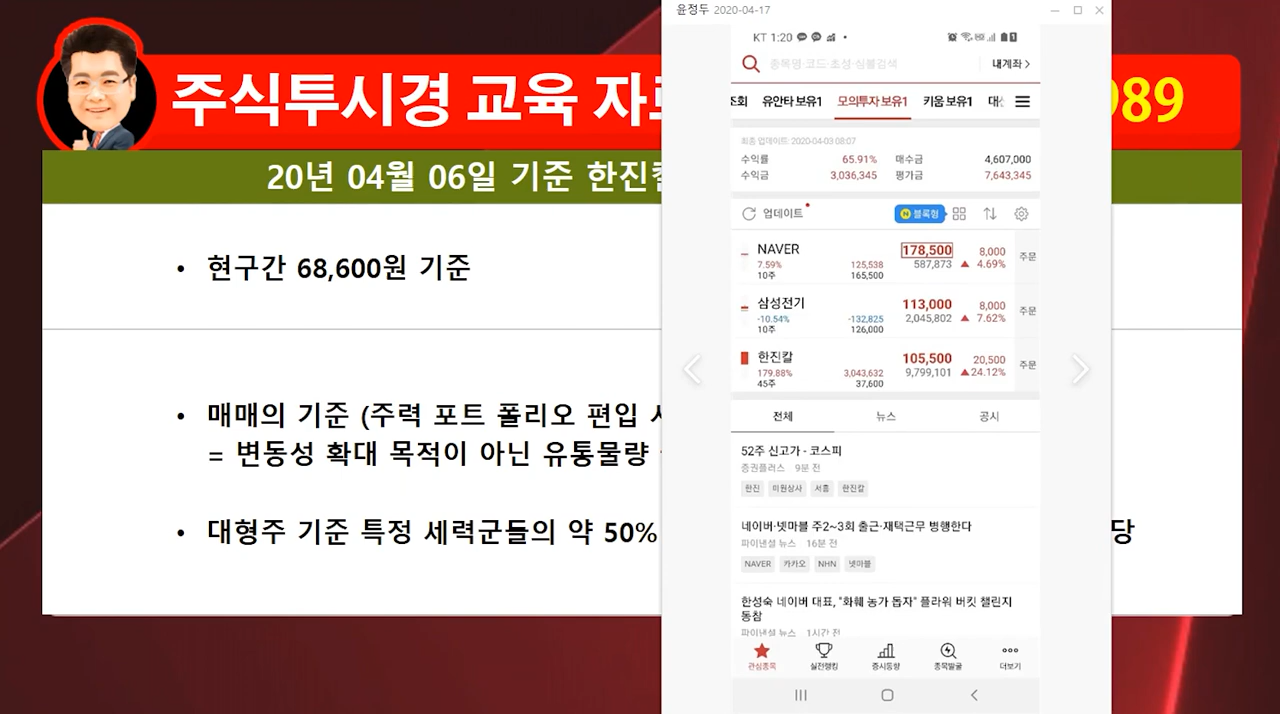 윤정두 2020-04-17
주식투시경 교육 자료
989
20년 04월 06일 기준 한진칼
• 현구간 68,600원 기준
• 매매의 기준 (주력 포트 폴리오 편입
= 변동성 확대 목적이 아닌 유통물량
• 대형주 기준 특정 세력군들의 약 50%
당
KT 1:20
종목명·코드·초성·심볼검색
내계좌
조회 유안타 보유1 모의투자 보유1 키움 보유1 대신
최종 업데이트: 2020-04-03 08:07
수익률 65.91% 매수금 4,607,000
수익금 3,036,345 평가금 7,643,345
업데이트 N 블록형
NAVER 178,500 8,000
7.59% 125,538 587,873 ▲ 4.69% 주문
10주 165,500
삼성전기 113,000 8,000
-10.54% -132,825 2,045,802 ▲ 7.62% 주문
10주 126,000
한진칼 105,500 20,500
179.88% 3,043,632 9,799,101 ▲24.12% 주문
45주 37,600
전체 뉴스 공시
52주 신고가 - 코스피
증권플러스 9분 전
한진 미원상사 서흥 한진칼
네이버·넷마블 주2~3회 출근·재택근무 병행한다
파이낸셜 뉴스 16분 전
NAVER 카카오 NHN 넷마블
한성숙 네이버 대표, "화훼 농가 돕자" 플라워 버킷 챌린지
동참
파이낸셜 뉴스 1시간 전
관심종목 실전랭킹 증시동향 종목발굴 더보기